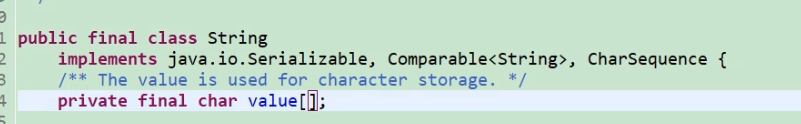 public final class String
implements java.io.Serializable, Comparable<String>, CharSequence {
/** The value is used for character storage. */
private final char value[];